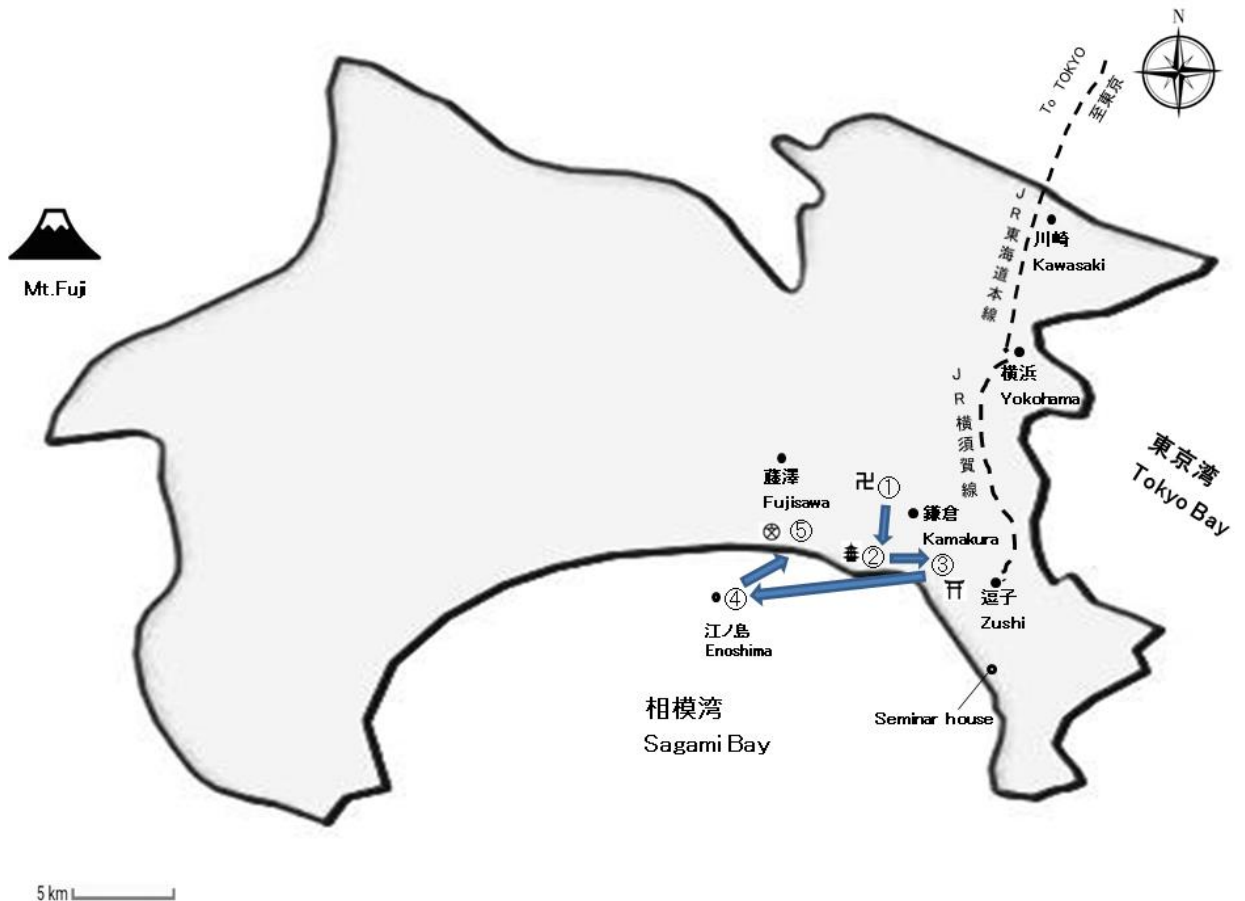 N
To TOKYO
至東京
JR東海道本線
川崎
Kawasaki
Mt.Fuji
横浜
Yokohama
JR横須賀線
東京湾
Tokyo Bay
藤澤
Fujisawa
卍①
鎌倉
Kamakura
⑤
②
③
④
江ノ島
Enoshima
逗子
Zushi
Seminar house
相模湾
Sagami Bay
5 km